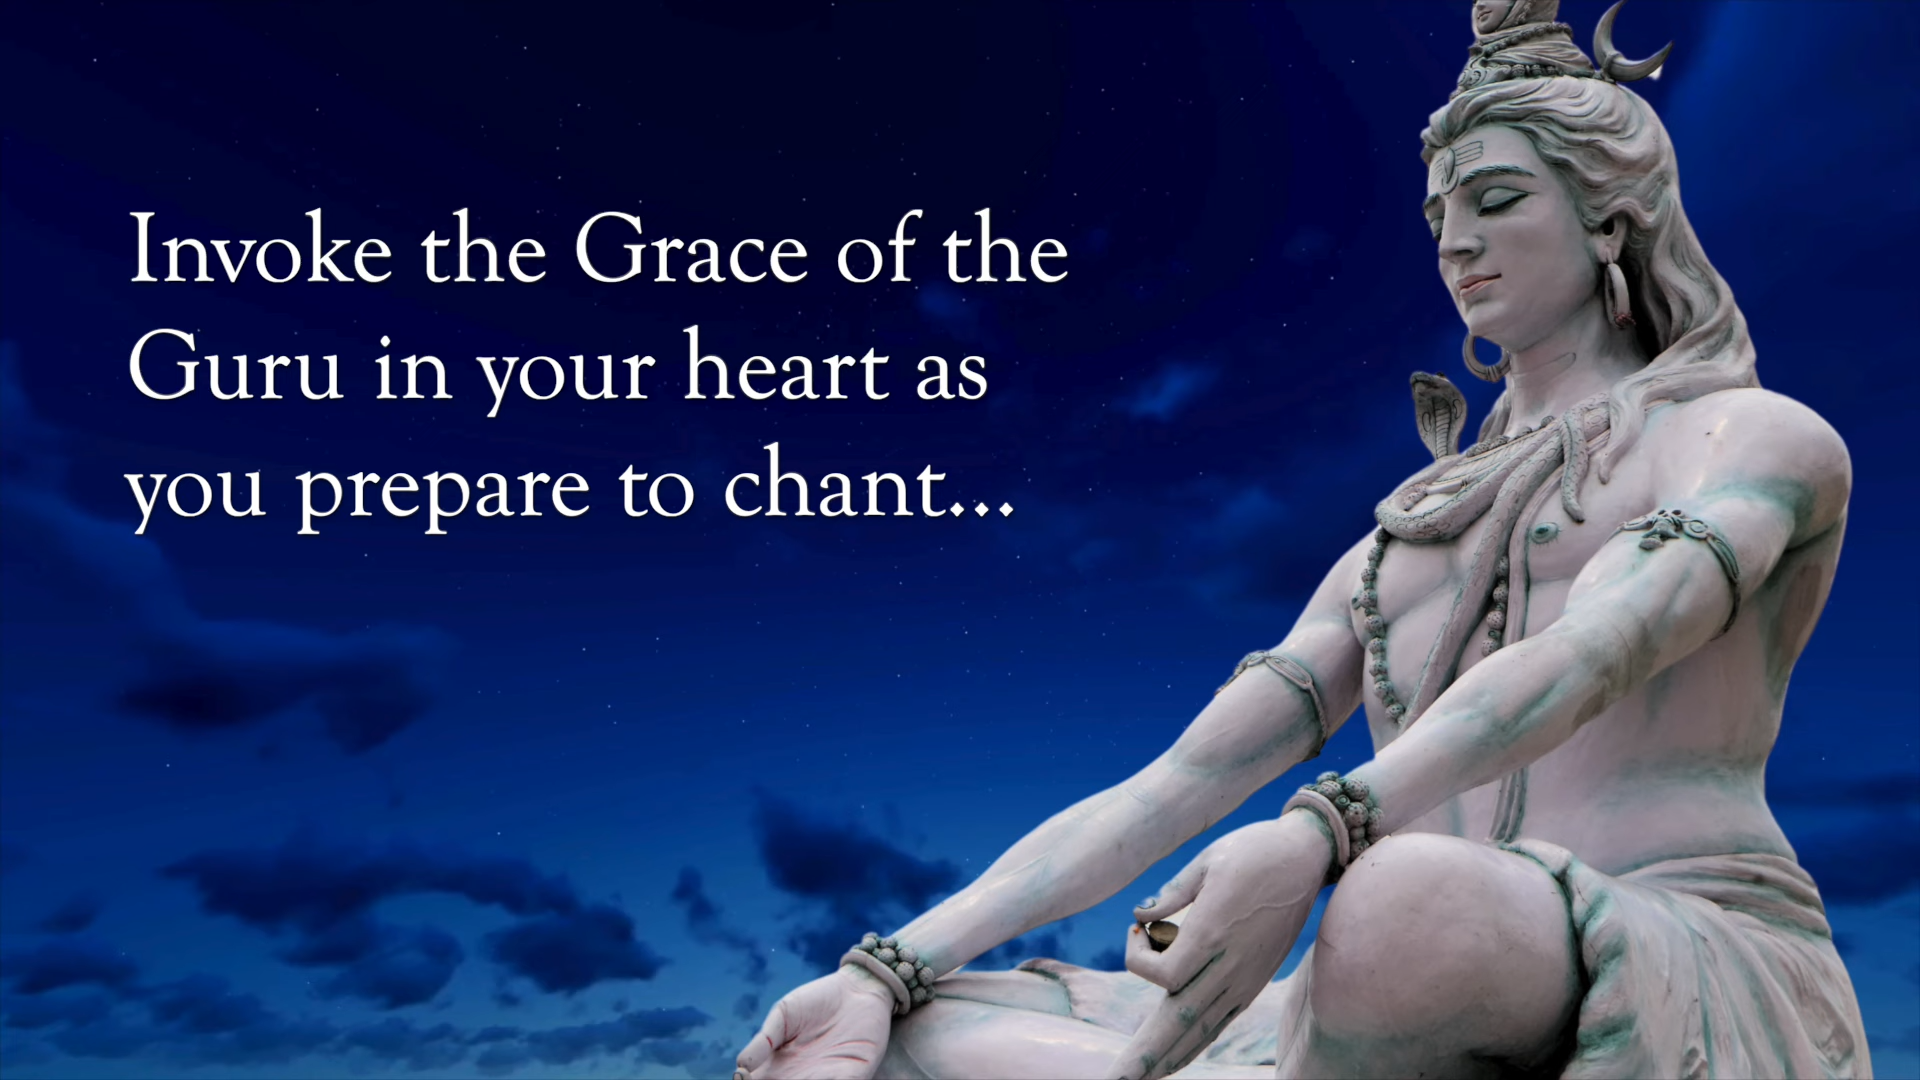 Invoke the Grace of the
Guru in your heart as
you prepare to chant...